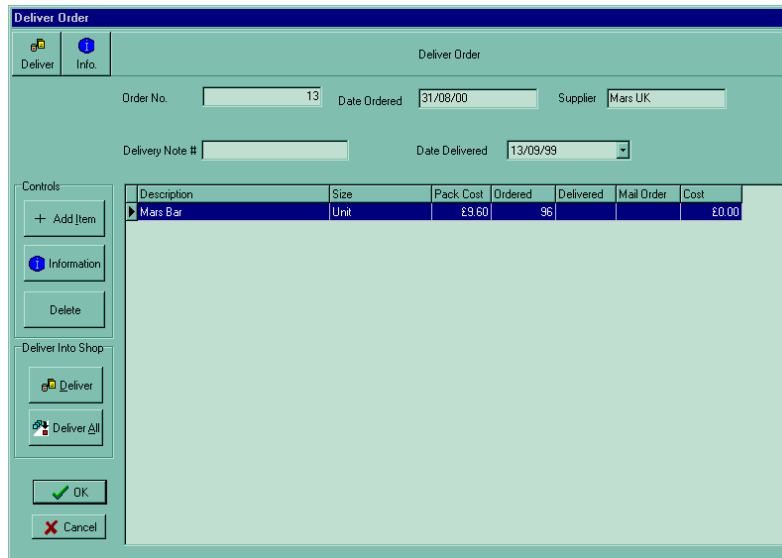 Deliver Order
Deliver Info. Deliver Order
Order No. 13 Date Ordered 31/08/00 Supplier Mars UK
Delivery Note # Date Delivered 13/09/99
Controls
Description Size Pack Cost Ordered Delivered Mail Order Cost
Mars Bar Unit £9.60 96 £0.00
+ Add Item
Information
Delete
Deliver Into Shop
Deliver
Deliver All
OK
Cancel